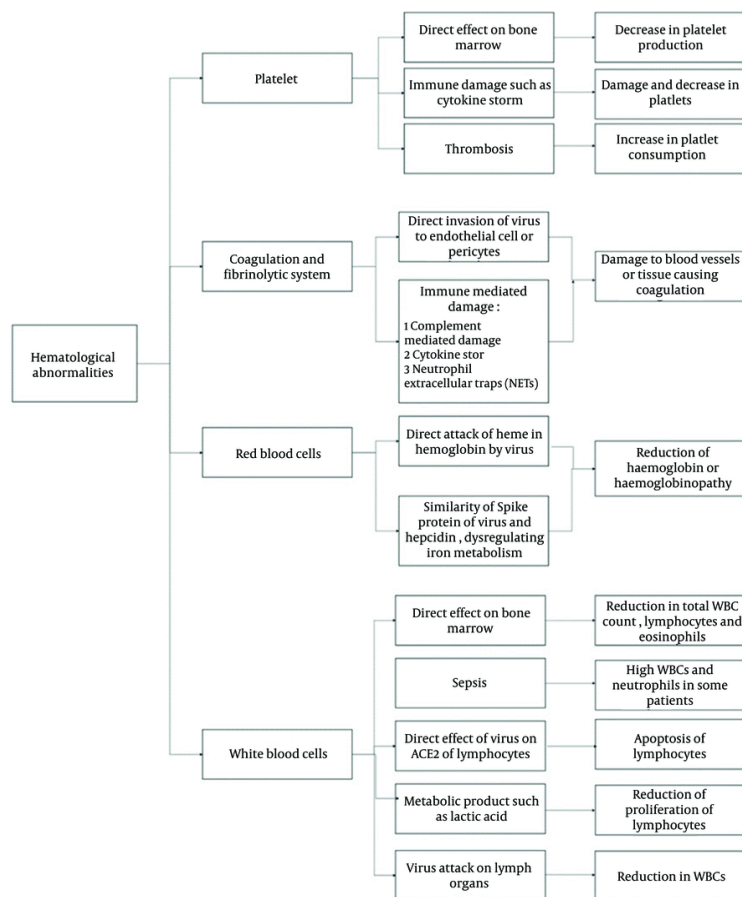 Hematological
abnormalities
Platelet
Direct effect on bone
marrow
Decrease in platelet
production
Immune damage such as
cytokine storm
Damage and decrease in
platlets
Thrombosis
Increase in platlet
consumption
Coagulation and
fibrinolytic system
Direct invasion of virus
to endothelial cell or
pericytes
Immune mediated
damage :
1 Complement
mediated damage
2 Cytokine stor
3 Neutrophil
extracellular traps (NETs)
Damage to blood vessels
or tissue causing
coagulation
Red blood cells
Direct attack of heme in
hemoglobin by virus
Similarity of Spike
protein of virus and
hepcidin , dysregulating
iron metabolism
Reduction of
haemoglobin or
haemoglobinopathy
White blood cells
Direct effect on bone
marrow
Reduction in total WBC
count , lymphocytes and
eosinophils
Sepsis
High WBCs and
neutrophils in some
patients
Direct effect of virus on
ACE2 of lymphocytes
Apoptosis of
lymphocytes
Metabolic product such
as lactic acid
Reduction of
proliferation of
lymphocytes
Virus attack on lymph
organs
Reduction in WBCs